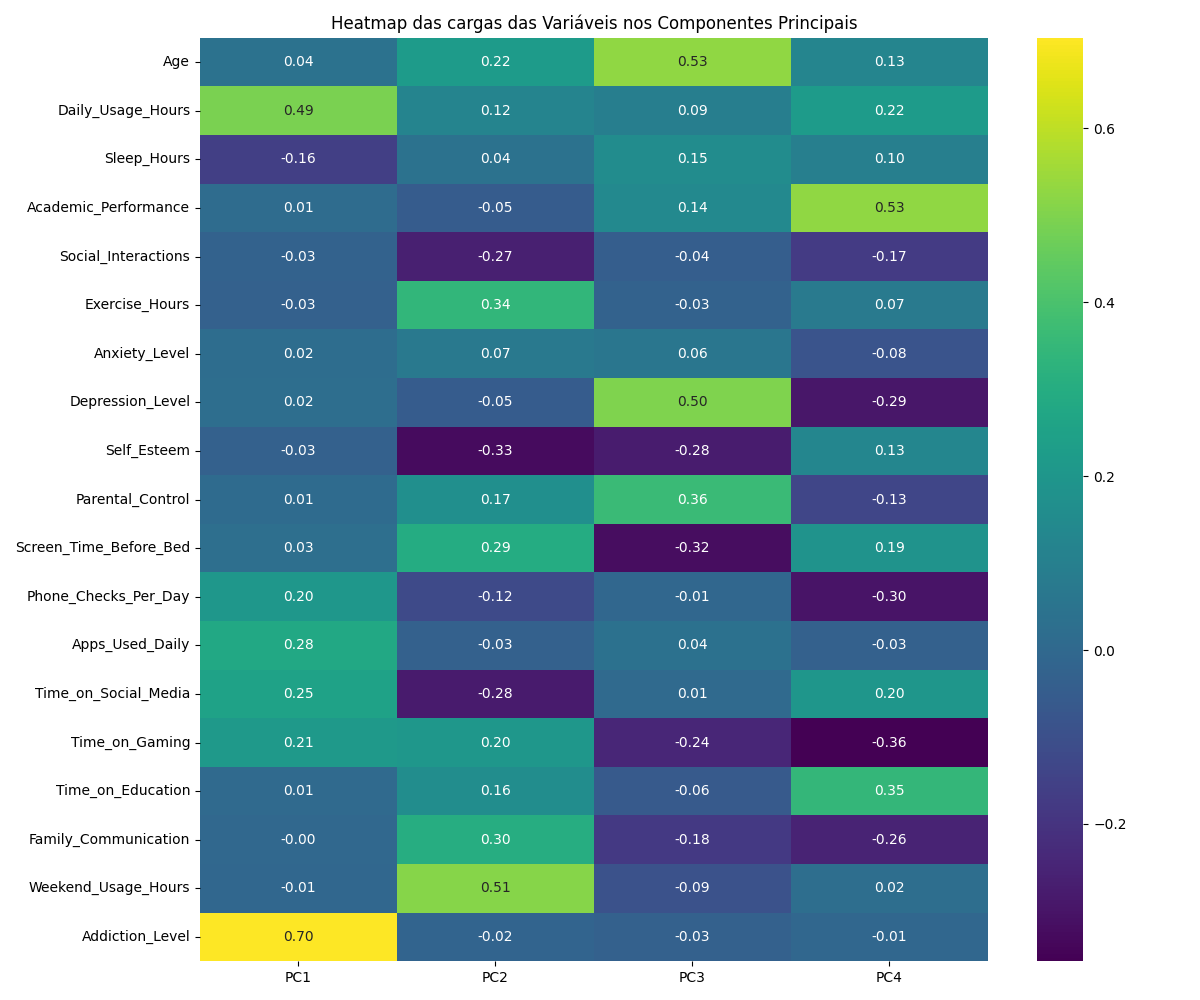 Heatmap das cargas das Variáveis nos Componentes Principais
Age 0.04 0.22 0.53 0.13
Daily_Usage_Hours 0.49 0.12 0.09 0.22
Sleep_Hours -0.16 0.04 0.15 0.10
Academic_Performance 0.01 -0.05 0.14 0.53
Social_Interactions -0.03 -0.27 -0.04 -0.17
Exercise_Hours -0.03 0.34 -0.03 0.07
Anxiety_Level 0.02 0.07 0.06 -0.08
Depression_Level 0.02 -0.05 0.50 -0.29
Self_Esteem -0.03 -0.33 -0.28 0.13
Parental_Control 0.01 0.17 0.36 -0.13
Screen_Time_Before_Bed 0.03 0.29 -0.32 0.19
Phone_Checks_Per_Day 0.20 -0.12 -0.01 -0.30
Apps_Used_Daily 0.28 -0.03 0.04 -0.03
Time_on_Social_Media 0.25 -0.28 0.01 0.20
Time_on_Gaming 0.21 0.20 -0.24 -0.36
Time_on_Education 0.01 0.16 -0.06 0.35
Family_Communication -0.00 0.30 -0.18 -0.26
Weekend_Usage_Hours -0.01 0.51 -0.09 0.02
Addiction_Level 0.70 -0.02 -0.03 -0.01
PC1 PC2 PC3 PC4
0.6
0.4
0.2
0.0
−0.2